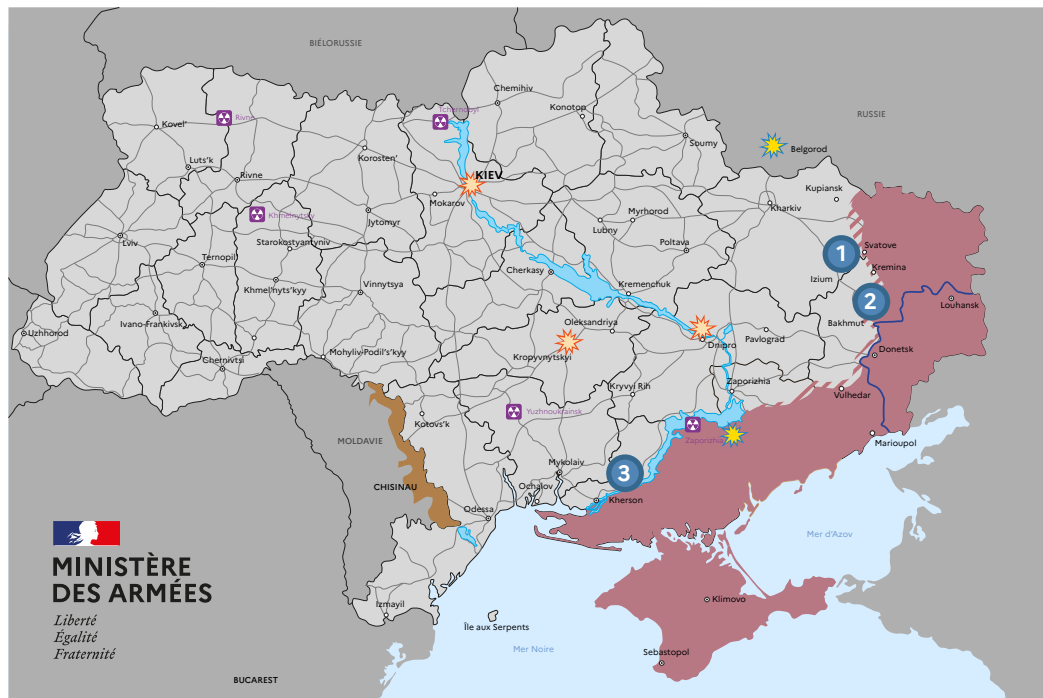 BIÉLORUSSIE
RUSSIE
Chernihiv
Konotop
Tchernobyl
Rivne
Kovel'
Soumy
Belgorod
Korosten'
Luts'k
KIEV
Rivne
Kupiansk
Mokarov
Kharkiv
Khmelnytsky
Jytomyr
Myrhorod
Lubny
Lviv
Starokostyantyniv
Poltava
1
Svatove
Ternopil
Kremina
Cherkasy
Izium
Khmel'nyts'kyy
Vinnytsya
Kremenchuk
2
Louhansk
Ivano-Frankivsk
Oleksandriya
Bakhmut
Uzhhorod
Pavlograd
Dnipro
Donetsk
Mohyliv-Podil's'kyy
Kropyvnytskyi
Chernivtsi
Zaporizhia
Kryvyi Rih
Vulhedar
Yuzhnoukrainsk
Kotovs'k
MOLDAVIE
Zaporizhia
Marioupol
Mykolaiv
3
CHISINAU
Ochakov
Kherson
Odessa
Mer d'Azov
MINISTÈRE
DES ARMÉES
Liberté
Égalité
Fraternité
Izmayil
Klimovo
Île aux Serpents
Mer Noire
Sebastopol
BUCAREST